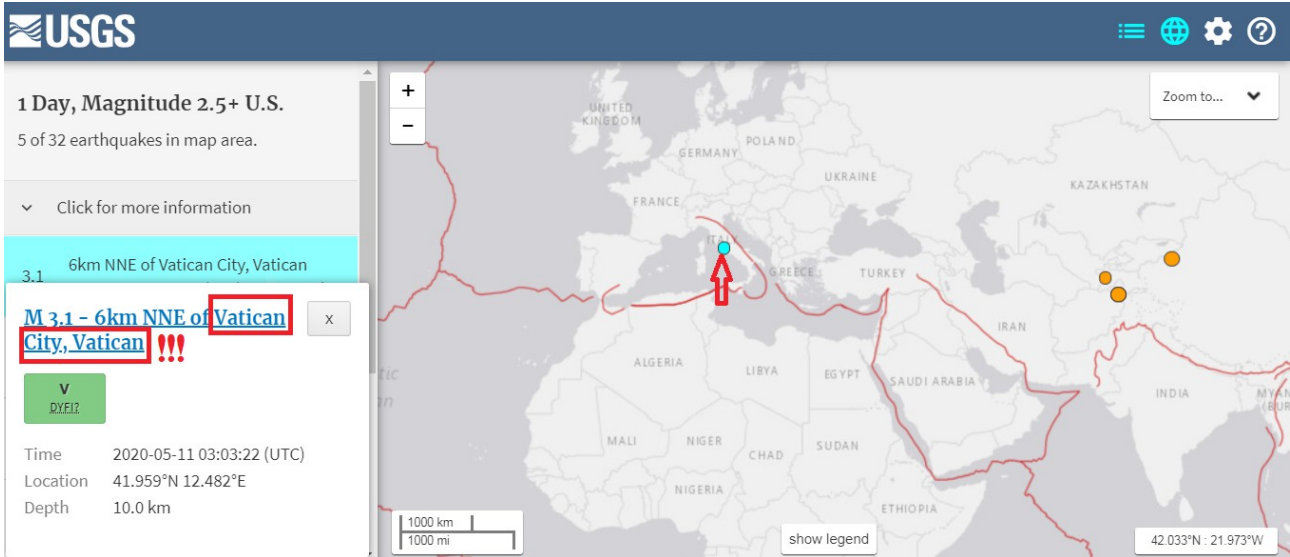 USGS
1 Day, Magnitude 2.5+ U.S.
5 of 32 earthquakes in map area.
Click for more information
3.1
6km NNE of Vatican City, Vatican
M 3.1 - 6km NNE of Vatican
City, Vatican !!!
x
V
DYFI?
Time 2020-05-11 03:03:22 (UTC)
Location 41.959°N 12.482°E
Depth 10.0 km
+
−
Zoom to...
UNITED
KINGDOM
POLAND
GERMANY
UKRAINE
KAZAKHSTAN
FRANCE
ITALY
GREECE
TURKEY
IRAN
ALGERIA
LIBYA
EGYPT
SAUDI ARABIA
INDIA
MALI
NIGER
CHAD
SUDAN
NIGERIA
ETHIOPIA
1000 km
1000 mi
show legend
42.033°N : 21.973°W